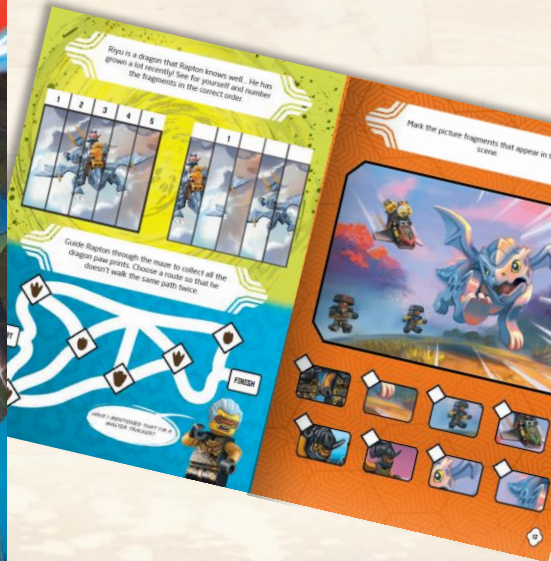 Riyu is a dragon that Rapton knows well. He has
grown a lot recently! See for yourself and number
the fragments in the correct order.
1 2 3 4 5
1
Guide Rapton through the maze to collect all the
dragon paw prints. Choose a route so that he
doesn't walk the same path twice.
FINISH
HAVE I MENTIONED THAT I'M A
MASTER TRACKER?
Mark the picture fragments that appear in
scene.